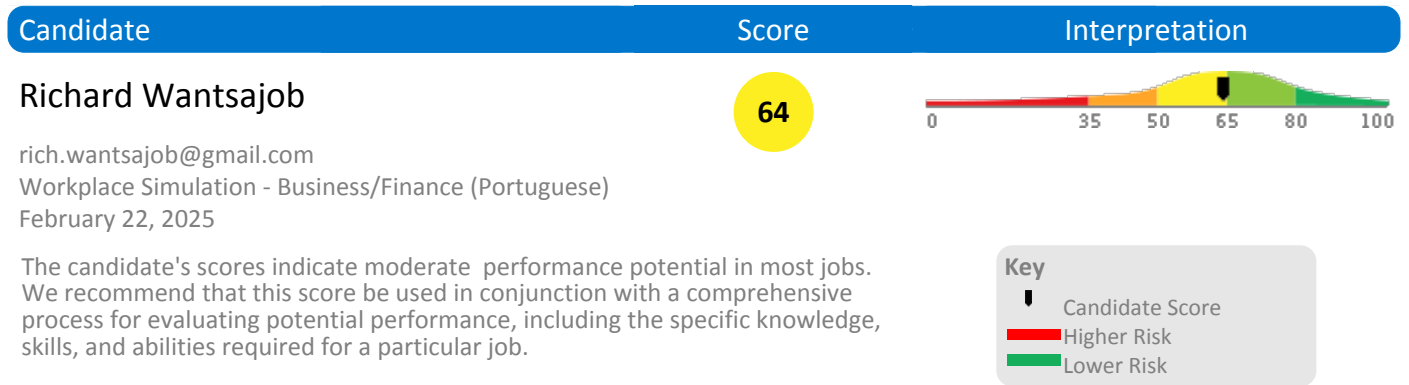 Candidate Score Interpretation
Richard Wantsajob
64
0 35 50 65 80 100
rich.wantsajob@gmail.com
Workplace Simulation - Business/Finance (Portuguese)
February 22, 2025
The candidate's scores indicate moderate performance potential in most jobs.
We recommend that this score be used in conjunction with a comprehensive
process for evaluating potential performance, including the specific knowledge,
skills, and abilities required for a particular job.
Key
Candidate Score
Higher Risk
Lower Risk